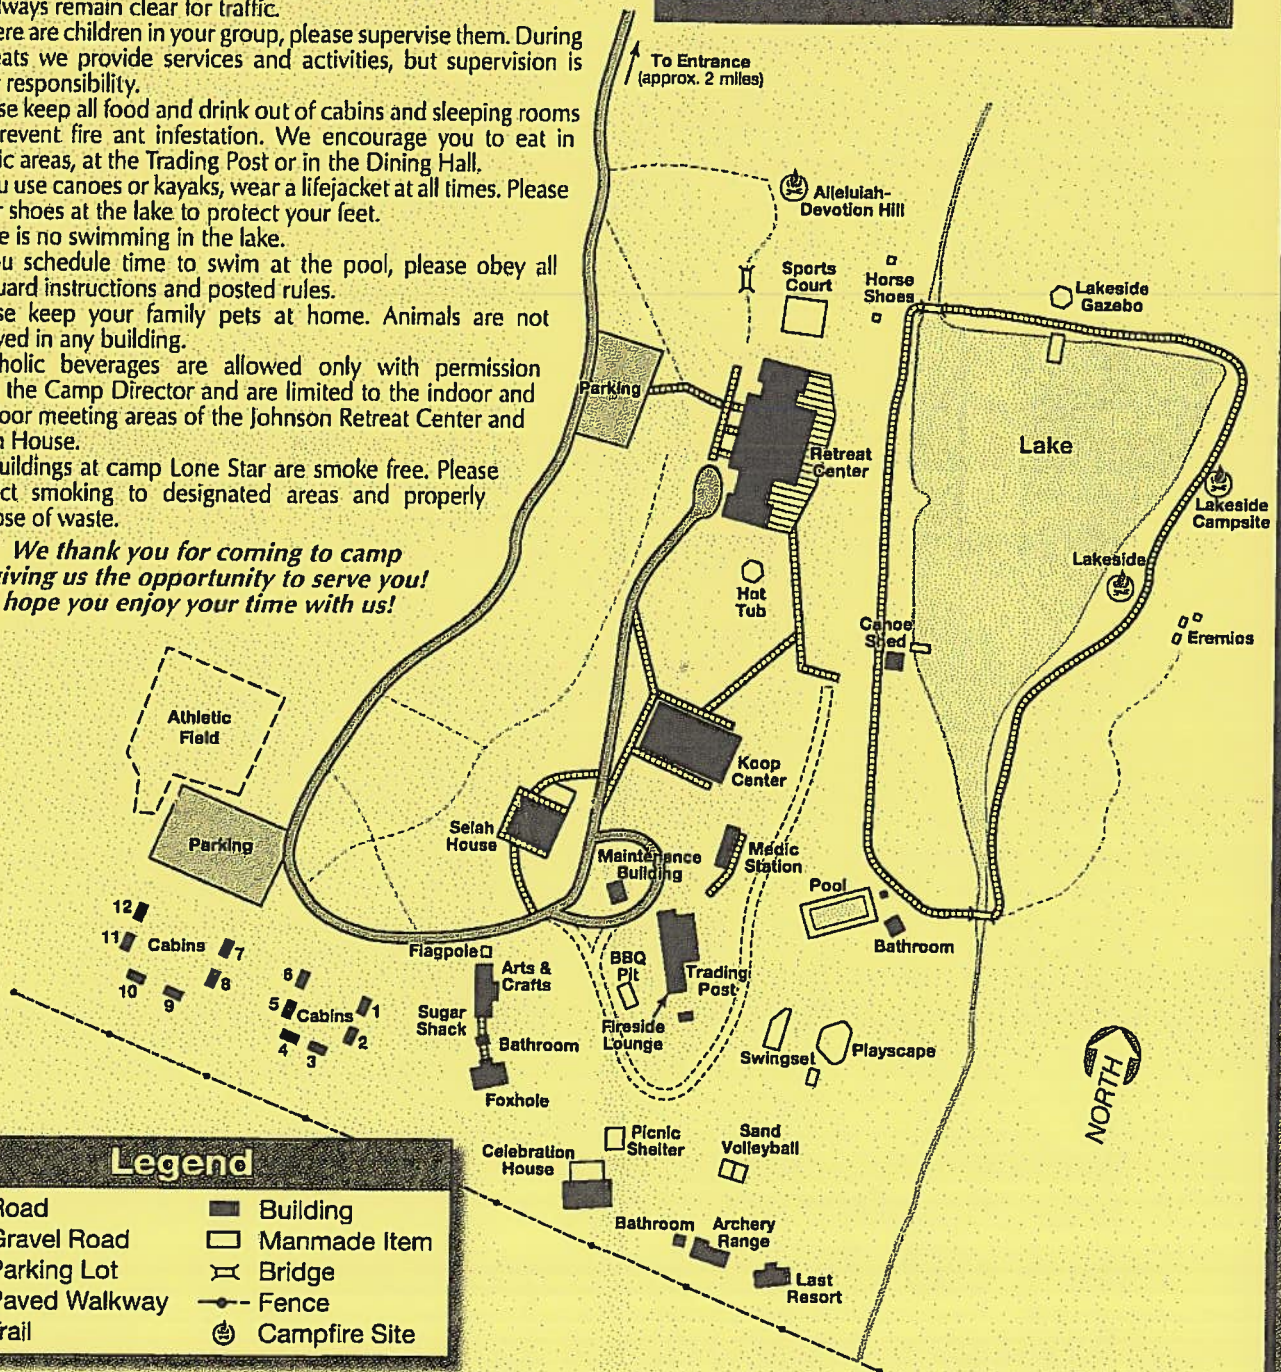 lways remain clear for traffic.
ere are children in your group, please supervise them. During
eats we provide services and activities, but supervision is
r responsibility.
se keep all food and drink out of cabins and sleeping rooms
revent fire ant infestation. We encourage you to eat in
ic areas, at the Trading Post or in the Dining Hall.
u use canoes or kayaks, wear a lifejacket at all times. Please
r shoes at the lake to protect your feet.
e is no swimming in the lake.
u schedule time to swim at the pool, please obey all
uard instructions and posted rules.
se keep your family pets at home. Animals are not
ved in any building.
holic beverages are allowed only with permission
the Camp Director and are limited to the indoor and
oor meeting areas of the Johnson Retreat Center and
n House.
uildings at camp Lone Star are smoke free. Please
ct smoking to designated areas and properly
ose of waste.
We thank you for coming to camp
iving us the opportunity to serve you!
hope you enjoy your time with us!
To Entrance
(approx. 2 miles)
Alleluiah-
Devotion Hill
Sports
Court
Horse
Shoes
Lakeside
Gazebo
Parking
Retreat
Center
Lake
Lakeside
Campsite
Lakeside
Hot
Tub
Canoe
Shed
Eremios
Athletic
Field
Koop
Center
Parking
Selah
House
Maintenance
Building
Medic
Station
Pool
Bathroom
12
11
Cabins
7
10
9
8
6
5
Cabins
1
4
3
2
Flagpole
Arts &
Crafts
Sugar
Shack
Bathroom
Foxhole
BBQ
Pit
Trading
Post
Fireside
Lounge
Swingset
Playscape
NORTH
Picnic
Shelter
Sand
Volleyball
Celebration
House
Bathroom
Archery
Range
Last
Resort
Legend
Road
Gravel Road
Parking Lot
Paved Walkway
rail
Building
Manmade Item
Bridge
Fence
Campfire Site